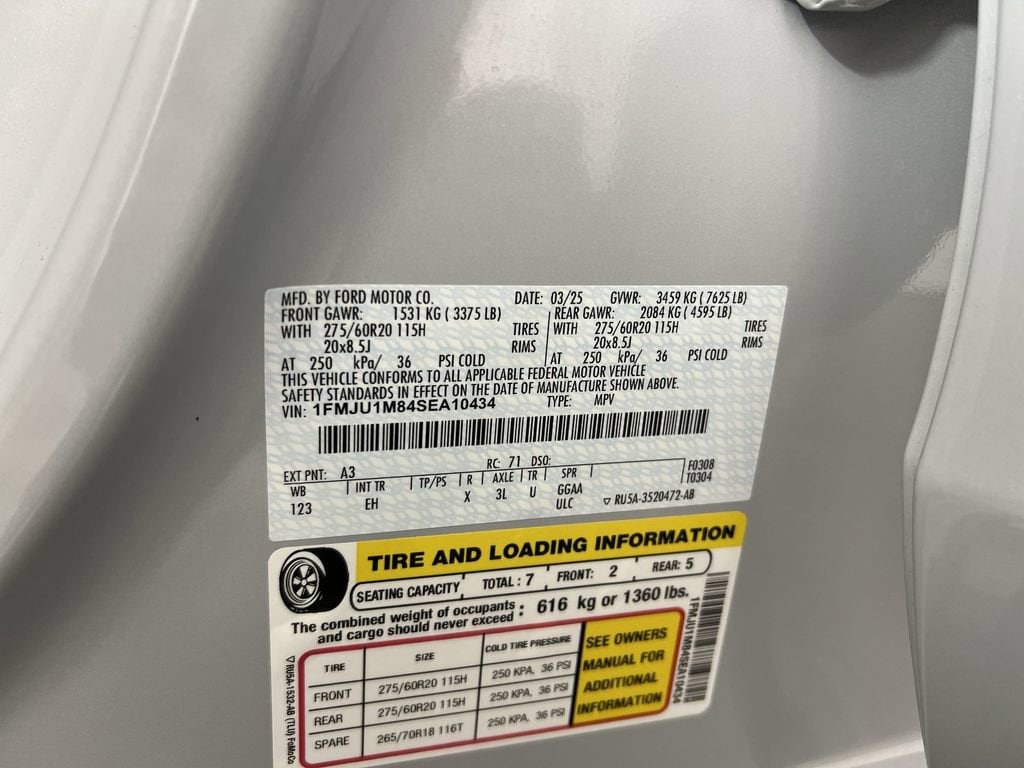 MFD. BY FORD MOTOR CO. DATE: 03/25 GVWR: 3459 KG ( 7625 LB)
FRONT GAWR: 1531 KG ( 3375 LB) REAR GAWR: 2084 KG ( 4595 LB)
WITH 275/60R20 115H TIRES WITH 275/60R20 115H TIRES
20x8.5J RIMS 20x8.5J RIMS
AT 250 kPa/ 36 PSI COLD AT 250 kPa/ 36 PSI COLD
THIS VEHICLE CONFORMS TO ALL APPLICABLE FEDERAL MOTOR VEHICLE
SAFETY STANDARDS IN EFFECT ON THE DATE OF MANUFACTURE SHOWN ABOVE.
VIN: 1FMJU1M84SEA10434 TYPE: MPV
EXT PNT: A3 RC: 71 DSO: F0308
WB INT TR TP/PS R AXLE TR SPR T0304
123 EH X 3L U GGAA
ULC ▽ RU5A-3520472-AB
TIRE AND LOADING INFORMATION
SEATING CAPACITY TOTAL : 7 FRONT: 2 REAR: 5
The combined weight of occupants
and cargo should never exceed : 616 kg or 1360 lbs.
TIRE SIZE COLD TIRE PRESSURE
FRONT 275/60R20 115H 250 KPA, 36 PSI
REAR 275/60R20 115H 250 KPA, 36 PSI
SPARE 265/70R18 116T 250 KPA, 36 PSI
SEE OWNERS
MANUAL FOR
ADDITIONAL
INFORMATION
1FMJU1M84SEA10434
▽ RU5A-1532-AB (TLU) FoMoCo